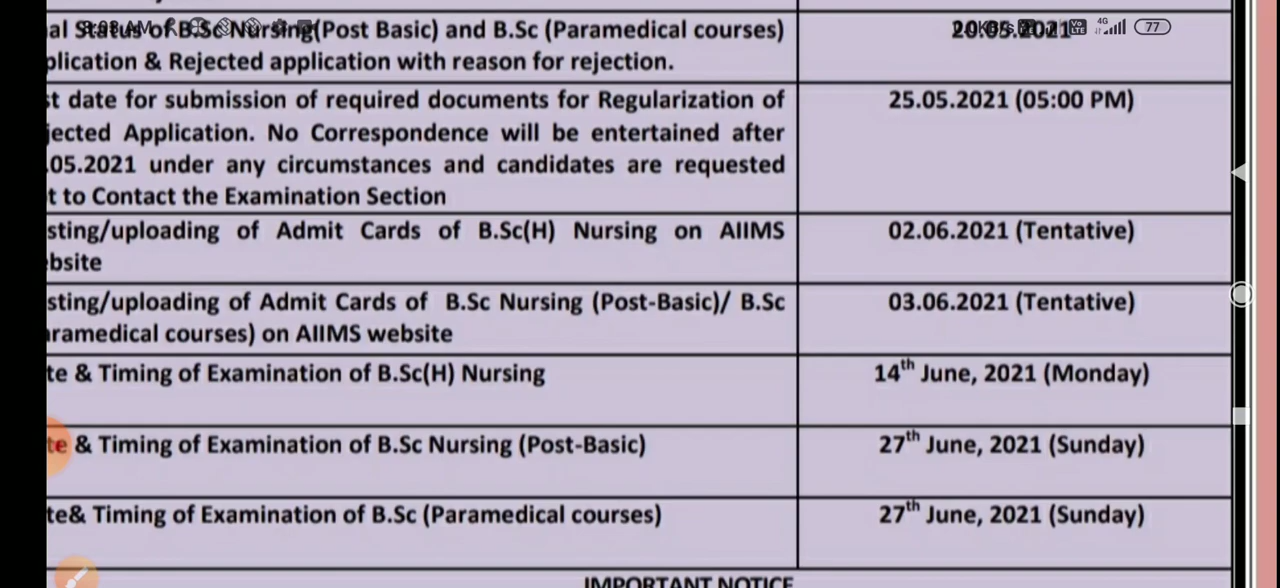 al Status of B.Sc Nursing(Post Basic) and B.Sc (Paramedical courses)
20.05.2021
4G
77
plication & Rejected application with reason for rejection.
t date for submission of required documents for Regularization of
25.05.2021 (05:00 PM)
jected Application. No Correspondence will be entertained after
.05.2021 under any circumstances and candidates are requested
t to Contact the Examination Section
sting/uploading of Admit Cards of B.Sc(H) Nursing on AIIMS
02.06.2021 (Tentative)
bsite
sting/uploading of Admit Cards of B.Sc Nursing (Post-Basic)/ B.Sc
03.06.2021 (Tentative)
ramedical courses) on AIIMS website
te & Timing of Examination of B.Sc(H) Nursing
14th June, 2021 (Monday)
te & Timing of Examination of B.Sc Nursing (Post-Basic)
27th June, 2021 (Sunday)
te& Timing of Examination of B.Sc (Paramedical courses)
27th June, 2021 (Sunday)
IMPORTANT NOTICE